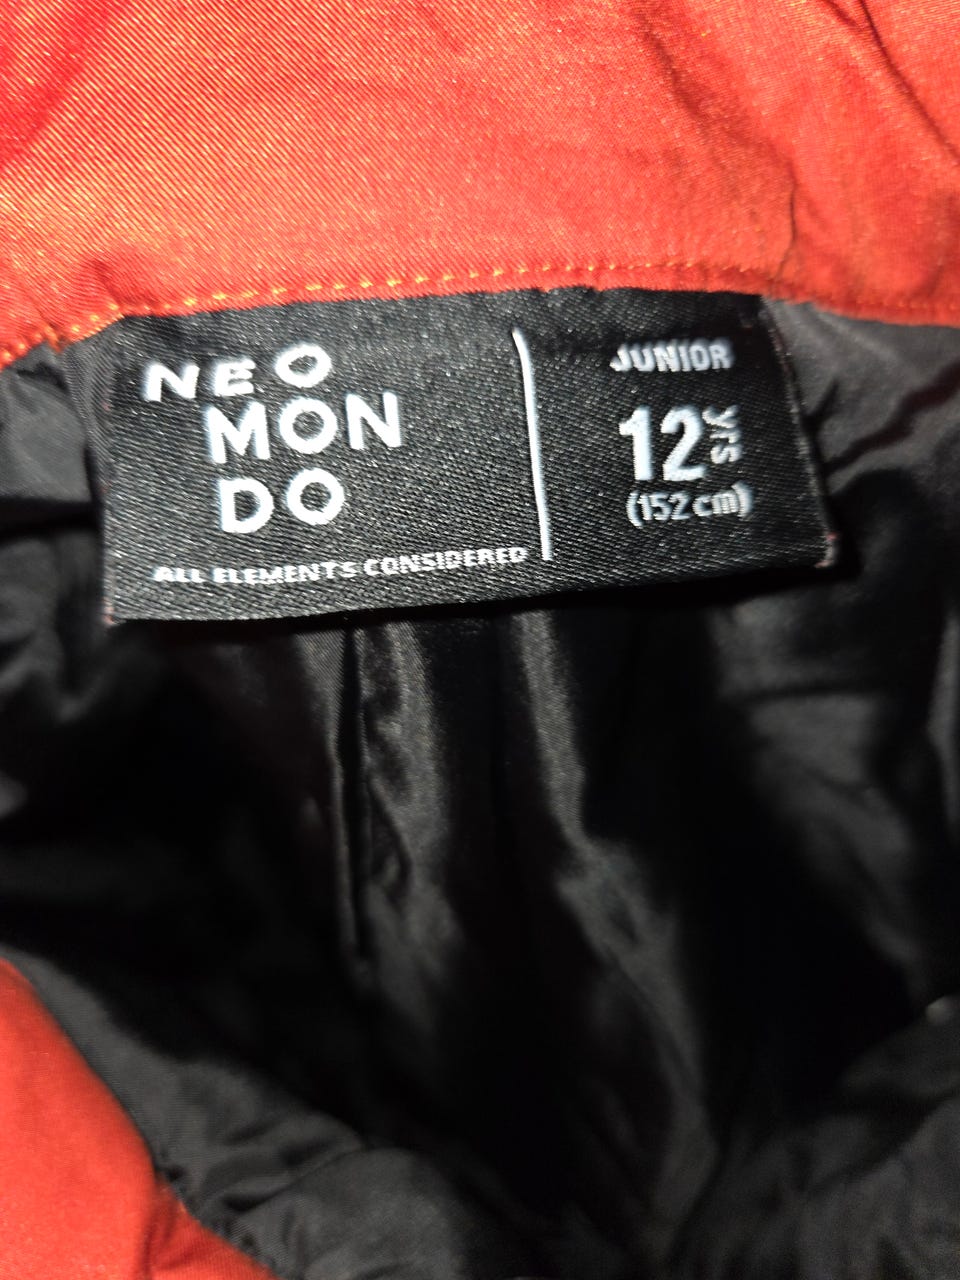 NEO
MON
DO
ALL ELEMENTS CONSIDERED
JUNIOR
12 yrs
(152 cm)